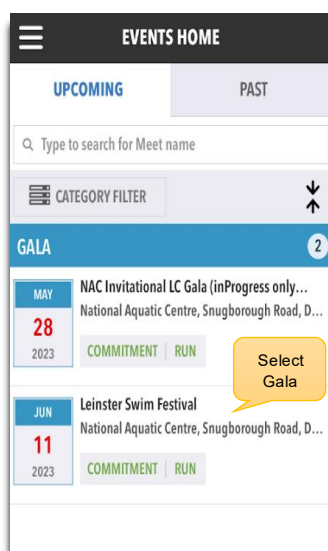 EVENTS HOME
UPCOMING PAST
Type to search for Meet name
CATEGORY FILTER
GALA 2
MAY
28
2023
NAC Invitational LC Gala (inProgress only...
National Aquatic Centre, Snugborough Road, D...
COMMITMENT | RUN
Select
Gala
JUN
11
2023
Leinster Swim Festival
National Aquatic Centre, Snugborough Road, D...
COMMITMENT | RUN